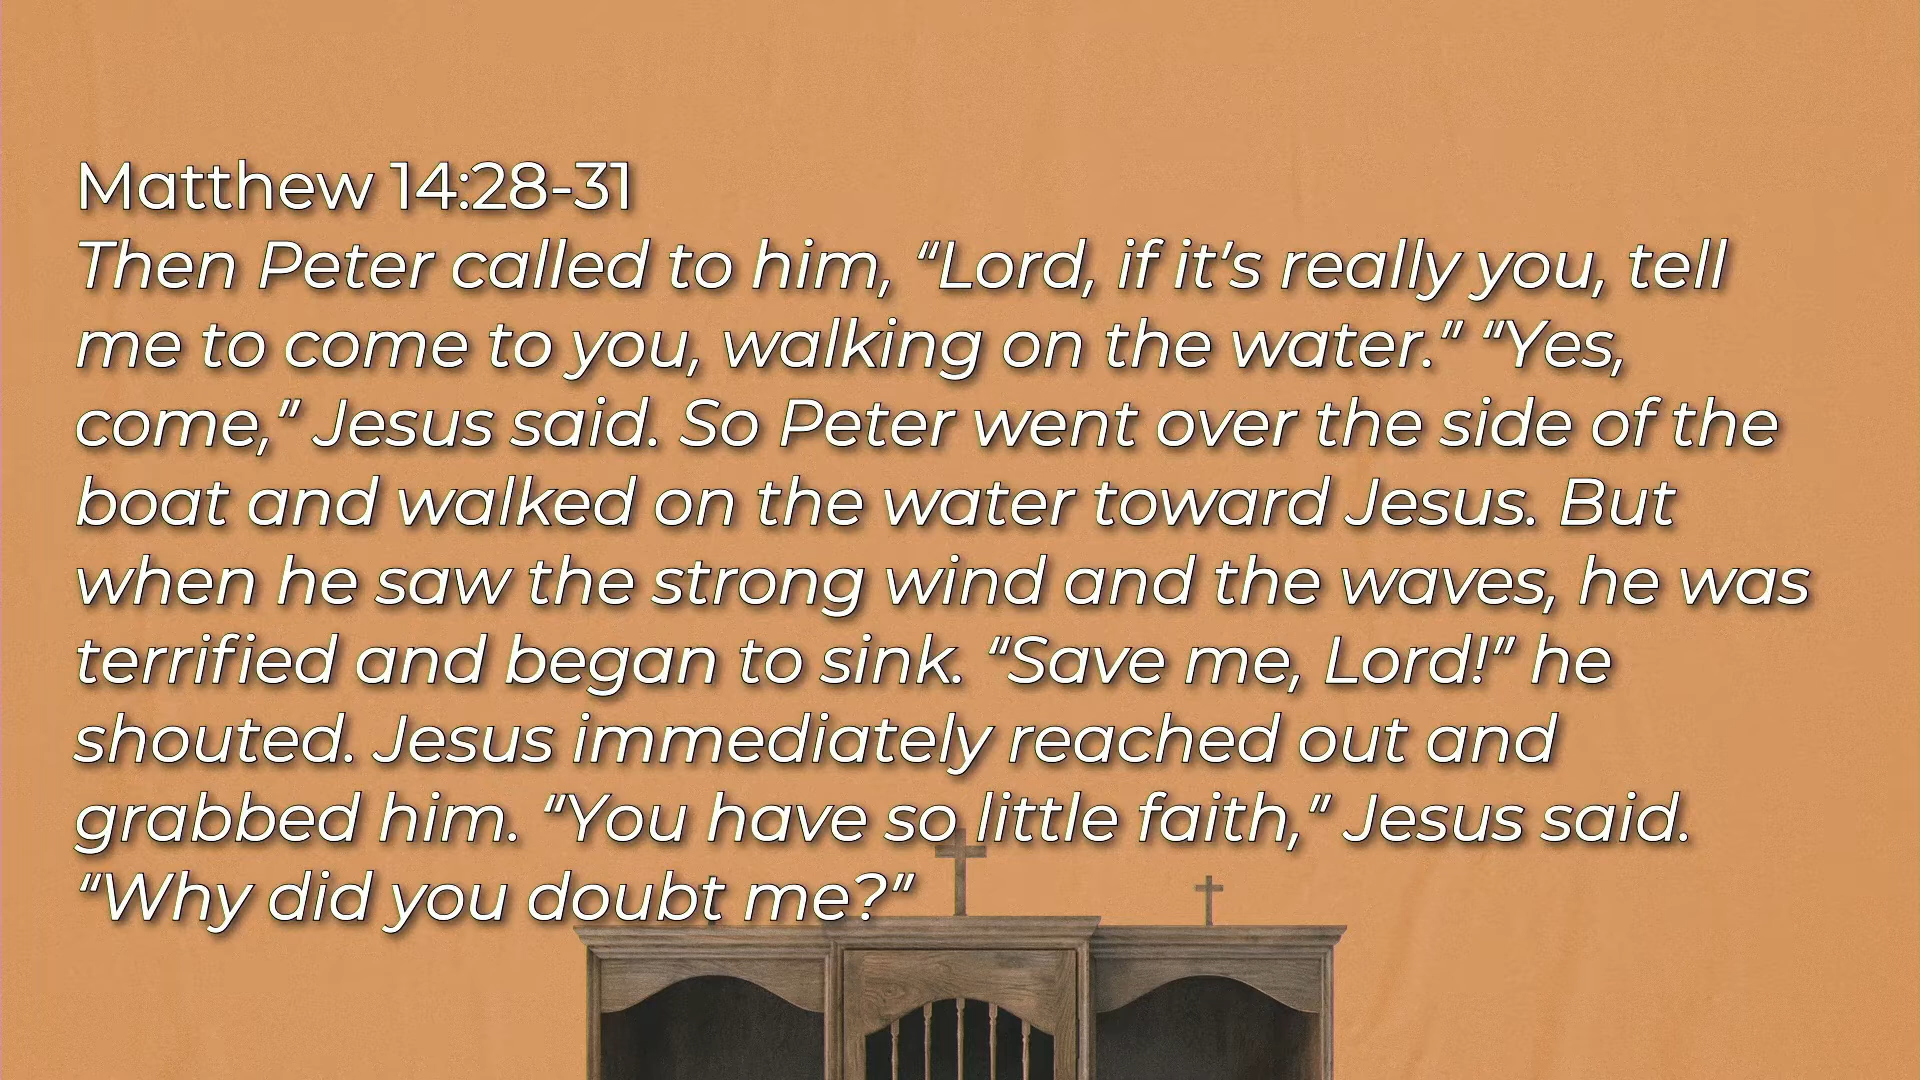 Matthew 14:28-31
Then Peter called to him, “Lord, if it’s really you, tell
me to come to you, walking on the water.” “Yes,
come,” Jesus said. So Peter went over the side of the
boat and walked on the water toward Jesus. But
when he saw the strong wind and the waves, he was
terrified and began to sink. “Save me, Lord!” he
shouted. Jesus immediately reached out and
grabbed him. “You have so little faith,” Jesus said.
“Why did you doubt me?”